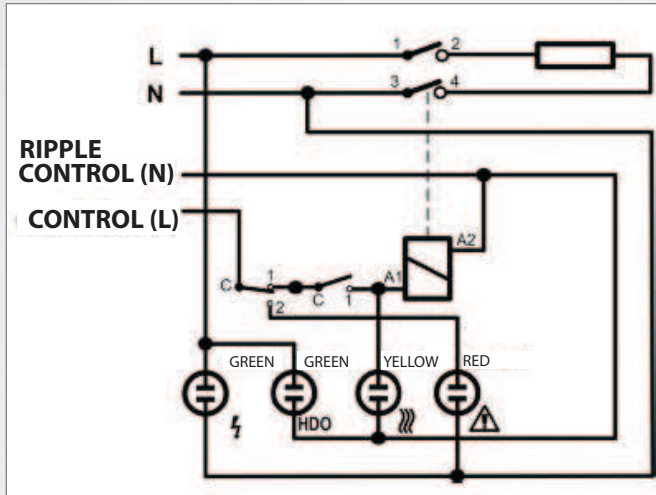 L
1
2
N
3
4
RIPPLE
CONTROL (N)
CONTROL (L)
A2
A1
C
1
2
C
1
GREEN
GREEN
YELLOW
RED
HDO